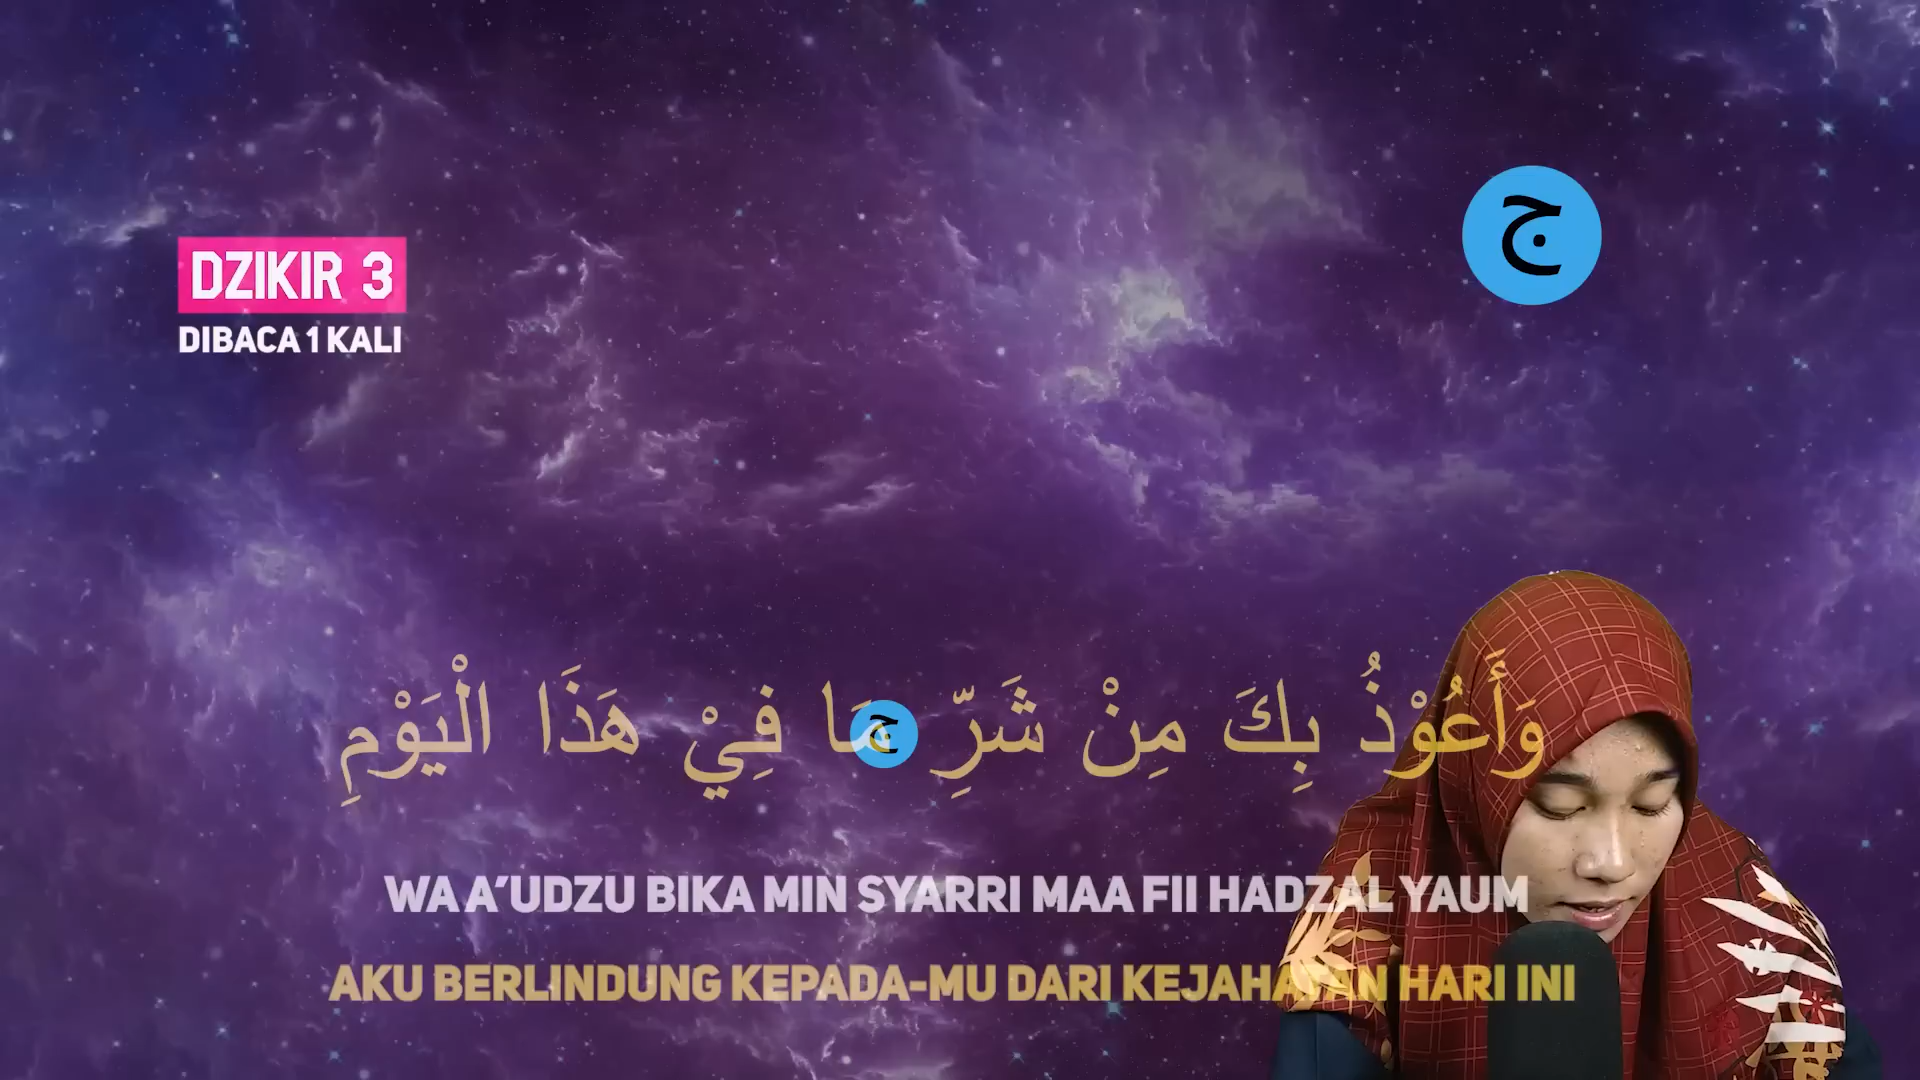 ج
DZIKIR 3
DIBACA 1 KALI
وَأَعُوْذُ بِكَ مِنْ شَرِّ مَا فِيْ هَذَا الْيَوْمِ
ج
WA A'UDZU BIKA MIN SYARRI MAA FII HADZAL YAUM
AKU BERLINDUNG KEPADA-MU DARI KEJAHATAN HARI INI